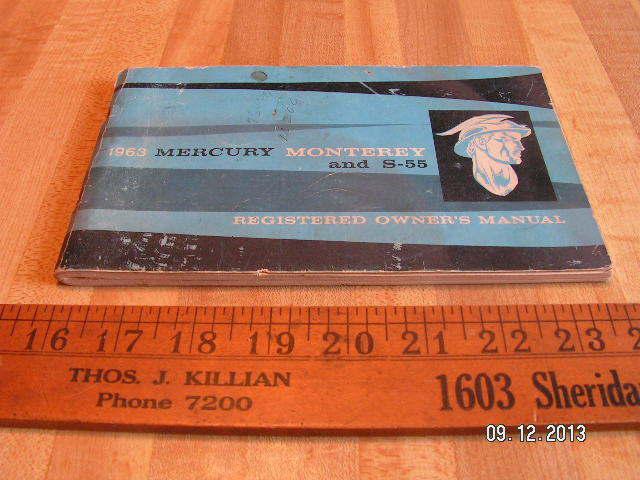 1963 MERCURY MONTEREY
and S-55
REGISTERED OWNER'S MANUAL
16 17 18 19 20 21 22 23
THOS. J. KILLIAN
Phone 7200
1603 Sherida
09.12.2013